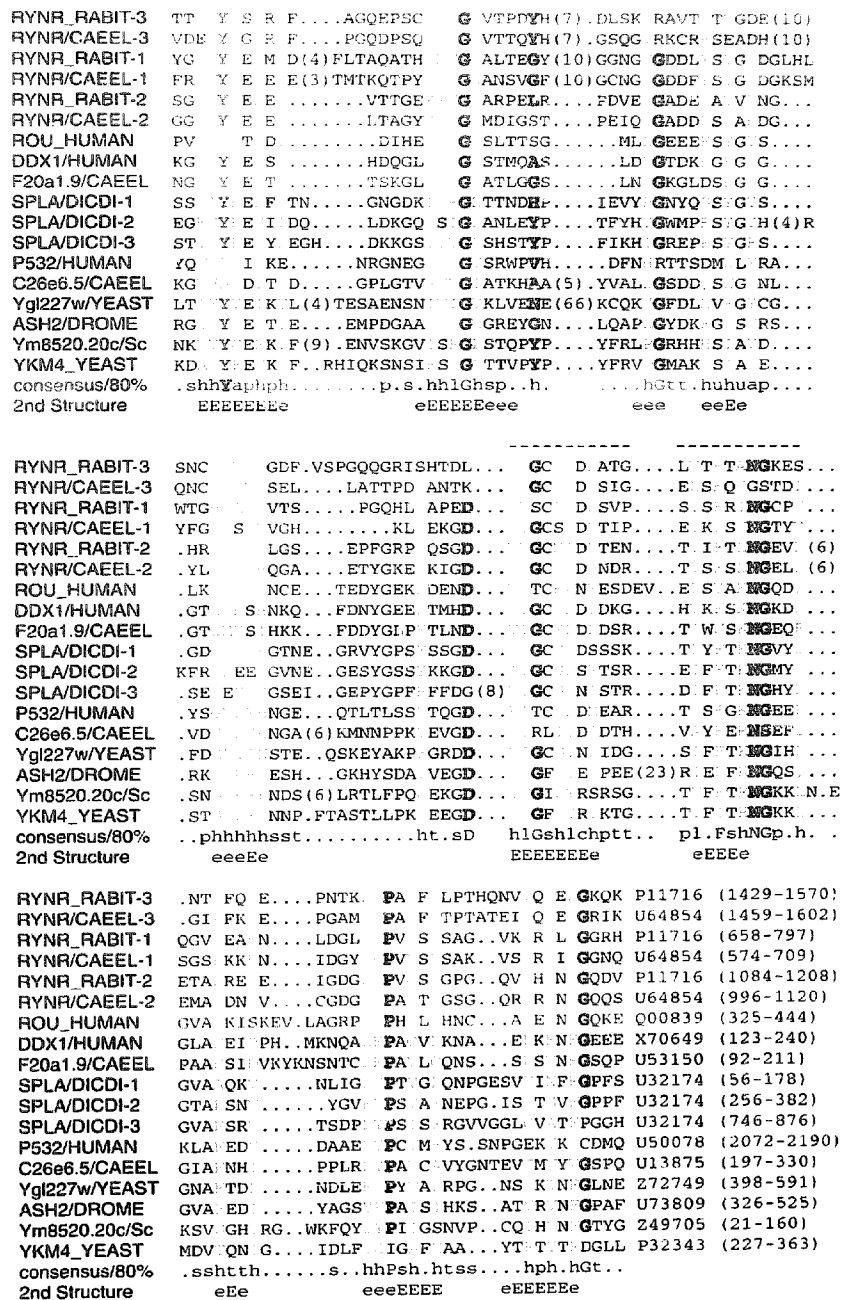 RYNR_RABIT-3 TT Y S R F....AGQEPSC G VTPDYH(7).DLSK RAVT T GDE(10)
RYNR/CAEEL-3 VDE Y G R F....PGQDPSQ G VTTQYH(7).GSQG RKCR SEADH(10)
RYNR_RABIT-1 YG Y E M D(4)FLTAQATH G ALTEGY(10)GGNG GDDL S G DGLHL
RYNR/CAEEL-1 FR Y E E E(3)TMTKQTPY G ANSVGF(10)GCNG GDDF S G DGKSM
RYNR_RABIT-2 SG Y E E.......VTTGE G ARPELR....FDVE GADE A V NG...
RYNR/CAEEL-2 GG Y E E.......LTAGY G MDIGST....PEIQ GADD S A DG...
ROU_HUMAN PV T D........DIHE G SLTTSG......ML GEEE S G S....
DDX1/HUMAN KG Y E S.......HDQGL G STMQAS......LD GTDK G G S....
F20a1.9/CAEEL NG Y E T.......TSKGL G ATLGGS......LN GKGLDS G G....
SPLA/DICDI-1 SS Y E F TN.....GNGDK G TTNDHP....IEVY GNYQ S G S....
SPLA/DICDI-2 EG Y E I DQ....LDKGQ S G ANLEYP....TFYH GWMP S G H(4)R
SPLA/DICDI-3 ST Y E Y EGH...DKKGS G SHSTYP....FIKH GREP S G S....
P532/HUMAN YQ I KE......NRGNEG G SRWPVH.....DFN RTTSDM L RA...
C26e6.5/CAEEL KG D T D.....GPLGTV G ATKHAA(5).YVAL GSDD S G NL...
Ygl227w/YEAST LT Y E K L(4)TESAENSN G KLVENE(66)KCQK GFDL V G CG...
ASH2/DROME RG Y E T E....EMPDGAA G GREYGN....LQAP GYDK G S RS...
Ym8520.20c/Sc NK Y E K F(9).ENVSKGV S G STQPYP....YFRL GRHH S A D....
YKM4_YEAST KD Y E K F..RHIQKSNSI S G TTVPYP....YFRV GMAK S A E....
consensus/80% .shhYaphph.........p.s.hhlGhsp..h. ....hGtt.huhuap....
2nd Structure EEEEEEEe eEEEEEeee eee eeEe
RYNR_RABIT-3 SNC GDF.VSPGQQGRISHTDL... GC D ATG....L T T NGKES...
RYNR/CAEEL-3 QNC SEL....LATTPD ANTK... GC D SIG....E S Q GSTD...
RYNR_RABIT-1 WTG VTS.....PGQHL APED SC D SVP....S S R NGCP ...
RYNR/CAEEL-1 YFG S VGH.......KL EKGD GCS D TIP....E K S NGTY ...
RYNR_RABIT-2 .HR LGS...EPFGRP QSGD GC D TEN....T I T NGEV (6)
RYNR/CAEEL-2 .YL QGA...ETYGKE KIGD GC D NDR....T S S NGEL (6)
ROU_HUMAN .LK NCE...TEDYGEK DEND TC N ESDEV..E S A NGQD ...
DDX1/HUMAN .GT S NKQ...FDNYGEE TMHD GC D DKG....H K S NGKD ...
F20a1.9/CAEEL .GT S HKK...FDDYGLP TLND GC D DSR....T W S NGEQ ...
SPLA/DICDI-1 .GD GTNE...GRVYGPS SSGD GC DSSSK....T Y T NGVY ...
SPLA/DICDI-2 KFR EE GVNE..GESYGSS KKGD GC S TSR....E F T NGMY ...
SPLA/DICDI-3 .SE E GSEI..GEPYGPF FFDG(8) GC N STR....D F T NGHY ...
P532/HUMAN .YS NGE...QTLTLSS TQGD TC D EAR....T S G NGEE ...
C26e6.5/CAEEL .VD NGA(6)KMNNPPK EVGD RL D DTH....V Y E NSEF ...
Ygl227w/YEAST .FD STE..QSKEYAKP GRDD GC N IDG....S F T NGIH ...
ASH2/DROME .RK ESH...GKHYSDA VEGD GF E PEE(23)R E F NGQS ...
Ym8520.20c/Sc .SN NDS(6)LRTLFPQ EKGD GI RSRSG....T F T NGKK N.E
YKM4_YEAST .ST NNP.FTASTLLPK EEGD GF R KTG....T F T NGKK ...
consensus/80% ..phhhhhsst.........ht.sD hlGshlchptt.. pl.FshNGp.h. .
2nd Structure eeeEe EEEEEEEe eEEEe
RYNR_RABIT-3 .NT FQ E....PNTK PA F LPTHQNV Q E GKQK P11716 (1429-1570)
RYNR/CAEEL-3 .GI FK E....PGAM PA F TPTATEI Q E GRIK U64854 (1459-1602)
RYNR_RABIT-1 QGV EA N....LDGL PV S SAG..VK R L GGRH P11716 (658-797)
RYNR/CAEEL-1 SGS KK N....IDGY PV S SAK..VS R I GGNQ U64854 (574-709)
RYNR_RABIT-2 ETA RE E....IGDG PV S GPG..QV H N GQDV P11716 (1084-1208)
RYNR/CAEEL-2 EMA DN V....CGDG PA T GSG..QR R N GQQS U64854 (996-1120)
ROU_HUMAN GVA KISKEV.LAGRP PH L HNC...A E N GQKE Q00839 (325-444)
DDX1/HUMAN GLA EI PH..MKNQA PA V KNA...E K N GEEE X70649 (123-240)
F20a1.9/CAEEL PAA SI VKYKNSNTC PA L QNS...S S N GSQP U53150 (92-211)
SPLA/DICDI-1 GVA QK .....NLIG PT G QNPGESV I F GPFS U32174 (56-178)
SPLA/DICDI-2 GTA SN ......YGV PS A NEPG.IS T V GPPF U32174 (256-382)
SPLA/DICDI-3 GVA SR ....TSDP PS S RGVVGGL V T PGGH U32174 (746-876)
P532/HUMAN KLA ED .....DAAE PC M YS.SNPGEK K CDMQ U50078 (2072-2190)
C26e6.5/CAEEL GIA NH .....PPLR PA C VYGNTEV M Y GSPQ U13875 (197-330)
Ygl227w/YEAST GNA TD .....NDLE PY A RPG..NS K N GLNE Z72749 (398-591)
ASH2/DROME GVA ED .....YAGS PA S HKS..AT R N GPAF U73809 (326-525)
Ym8520.20c/Sc KSV GH RG..WKFQY PI GSNVP..CQ H N GTYG Z49705 (21-160)
YKM4_YEAST MDV QN G....IDLF IG F AA...YT T T DGLL P32343 (227-363)
consensus/80% .sshtth......s..hhPsh.htss....hph.hGt..
2nd Structure eEe eeeEEEE eEEEEEe